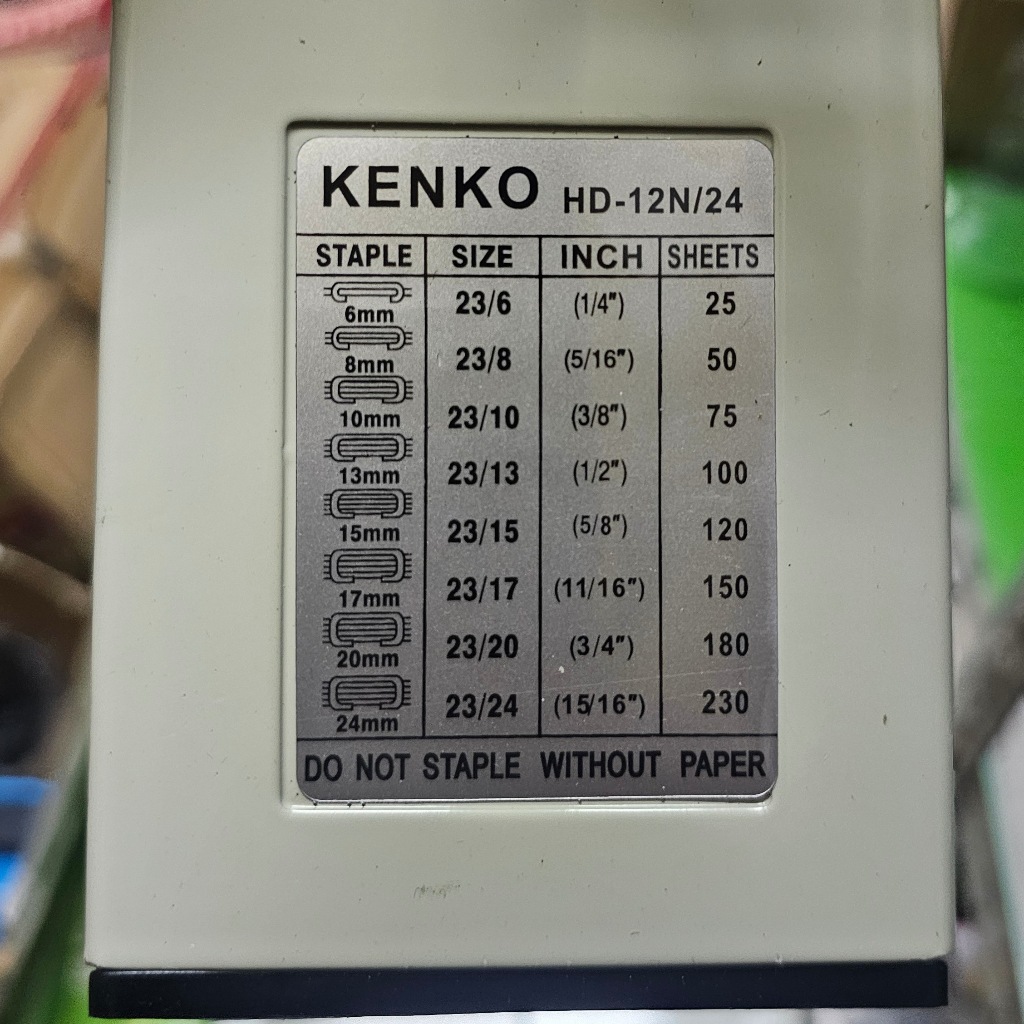 KENKO HD-12N/24
STAPLE SIZE INCH SHEETS
6mm 23/6 (1/4") 25
8mm 23/8 (5/16") 50
10mm 23/10 (3/8") 75
13mm 23/13 (1/2") 100
15mm 23/15 (5/8") 120
17mm 23/17 (11/16") 150
20mm 23/20 (3/4") 180
24mm 23/24 (15/16") 230
DO NOT STAPLE WITHOUT PAPER